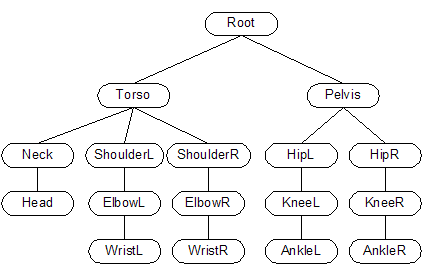 Root
Torso Pelvis
Neck ShoulderL ShoulderR HipL HipR
Head ElbowL ElbowR KneeL KneeR
WristL WristR AnkleL AnkleR